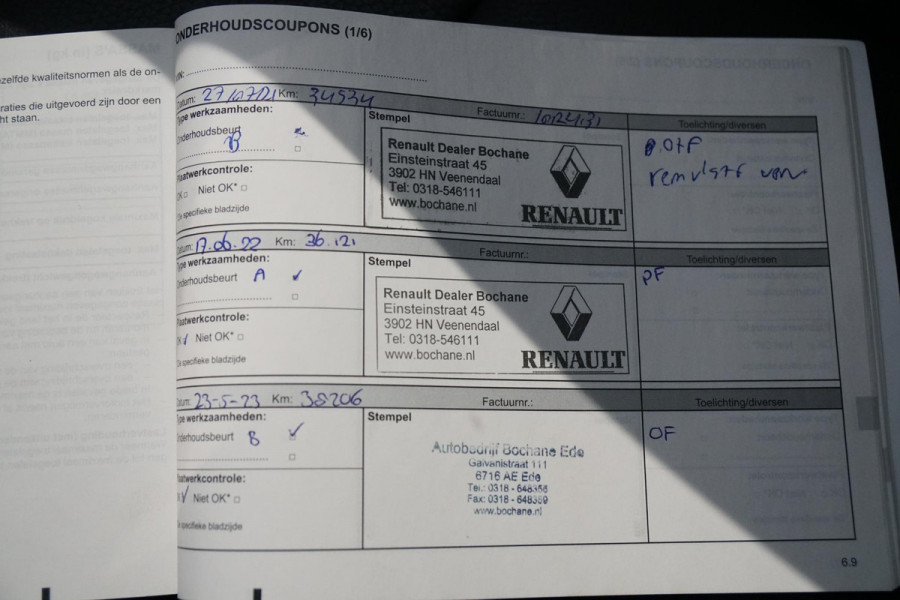 zelfde kwaliteitsnormen als de on-
raties die uitgevoerd zijn door een
ht staan.
ONDERHOUDSCOUPONS (1/6)
VIN:
Datum: 27/07/21 Km: 34534 Factuurnr.:
Type werkzaamheden:
Onderhoudsbeurt
B
Plaatwerkcontrole:
OK Niet OK*
*Zie specifieke bladzijde
Stempel
Renault Dealer Bochane
Einsteinstraat 45
3902 HN Veenendaal
Tel: 0318-546111
www.bochane.nl
RENAULT
Toelichting/diversen
Datum: 17.06.22 Km: 36.121 Factuurnr.:
Type werkzaamheden:
Onderhoudsbeurt A
Plaatwerkcontrole:
OK Niet OK*
*Zie specifieke bladzijde
Stempel
Renault Dealer Bochane
Einsteinstraat 45
3902 HN Veenendaal
Tel: 0318-546111
www.bochane.nl
RENAULT
Toelichting/diversen
PF
Datum: 23-5-23 Km: 38206 Factuurnr.:
Type werkzaamheden:
Onderhoudsbeurt B
Plaatwerkcontrole:
OK Niet OK*
*Zie specifieke bladzijde
Stempel
Autobedrijf Bochane Ede
Galvanistraat 111
6716 AE Ede
Tel.: 0318 - 648358
Fax: 0318 - 648359
www.bochane.nl
Toelichting/diversen
OF
6.9